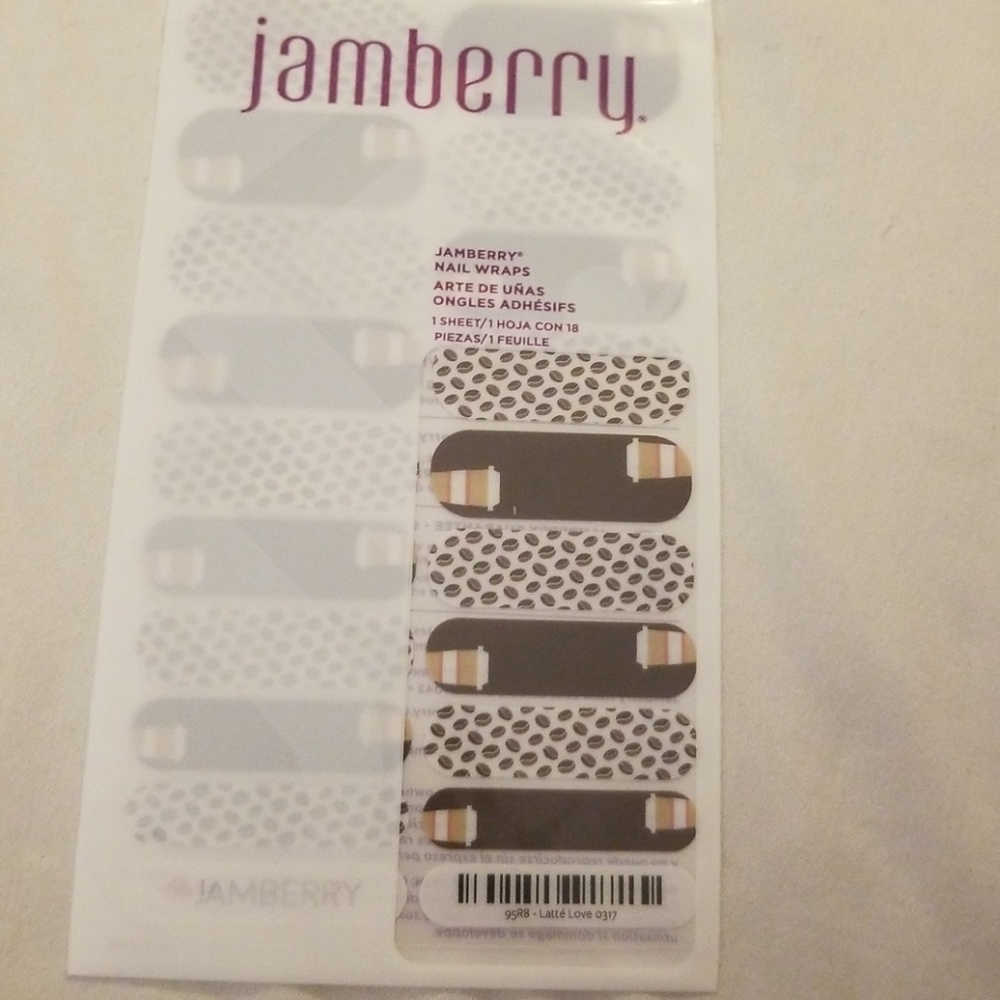 jamberry®
JAMBERRY®
NAIL WRAPS
ARTE DE UÑAS
ONGLES ADHÉSIFS
1 SHEET/1 HOJA CON 18
PIEZAS/1 FEUILLE
JAMBERRY
95R8 - Latté Love 0317